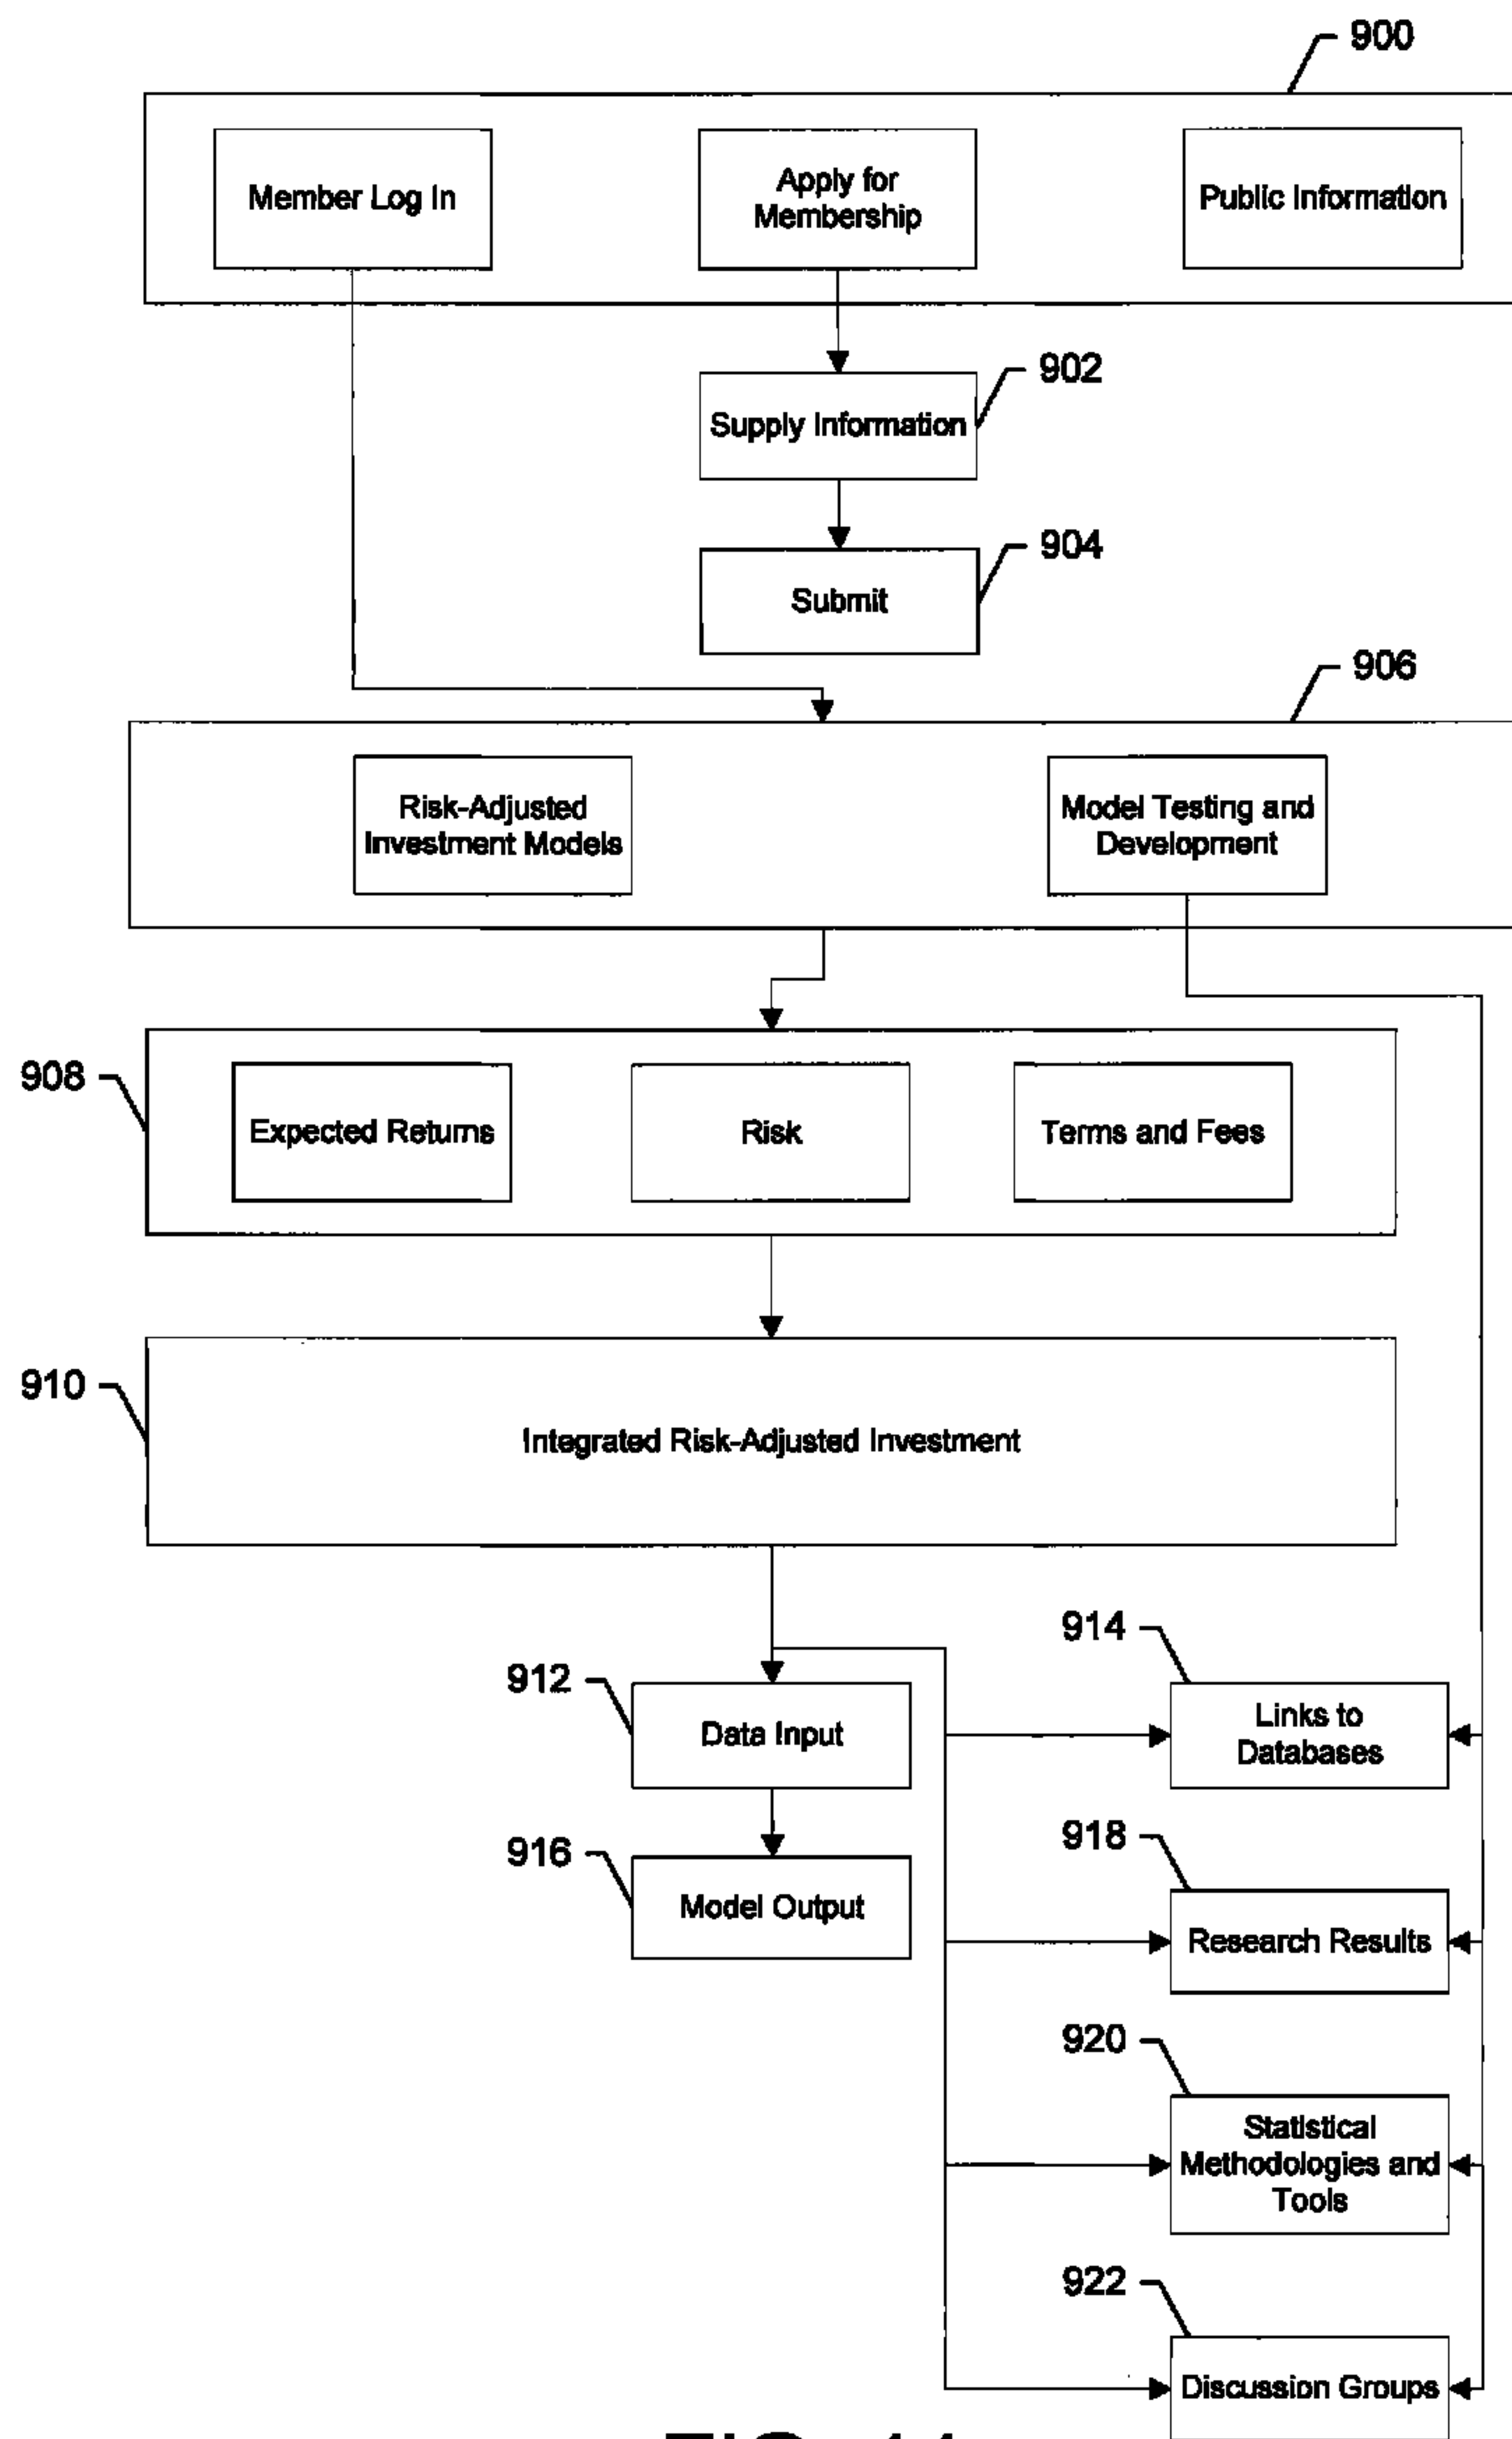 900
Member Log In
Apply for
Membership
Public Information
902
Supply Information
904
Submit
906
Risk-Adjusted
Investment Models
Model Testing and
Development
908
Expected Returns
Risk
Terms and Fees
910
Integrated Risk-Adjusted Investment
912
Data Input
914
Links to
Databases
916
Model Output
918
Research Results
920
Statistical
Methodologies and
Tools
922
Discussion Groups